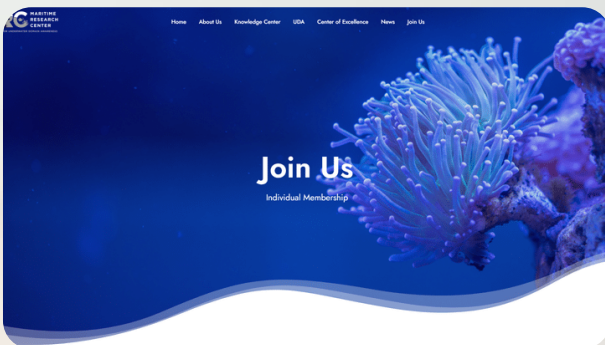 MARITIME
RESEARCH
CENTER
Home About Us Knowledge Center UDA Center of Excellence News Join Us
Join Us
Individual Membership